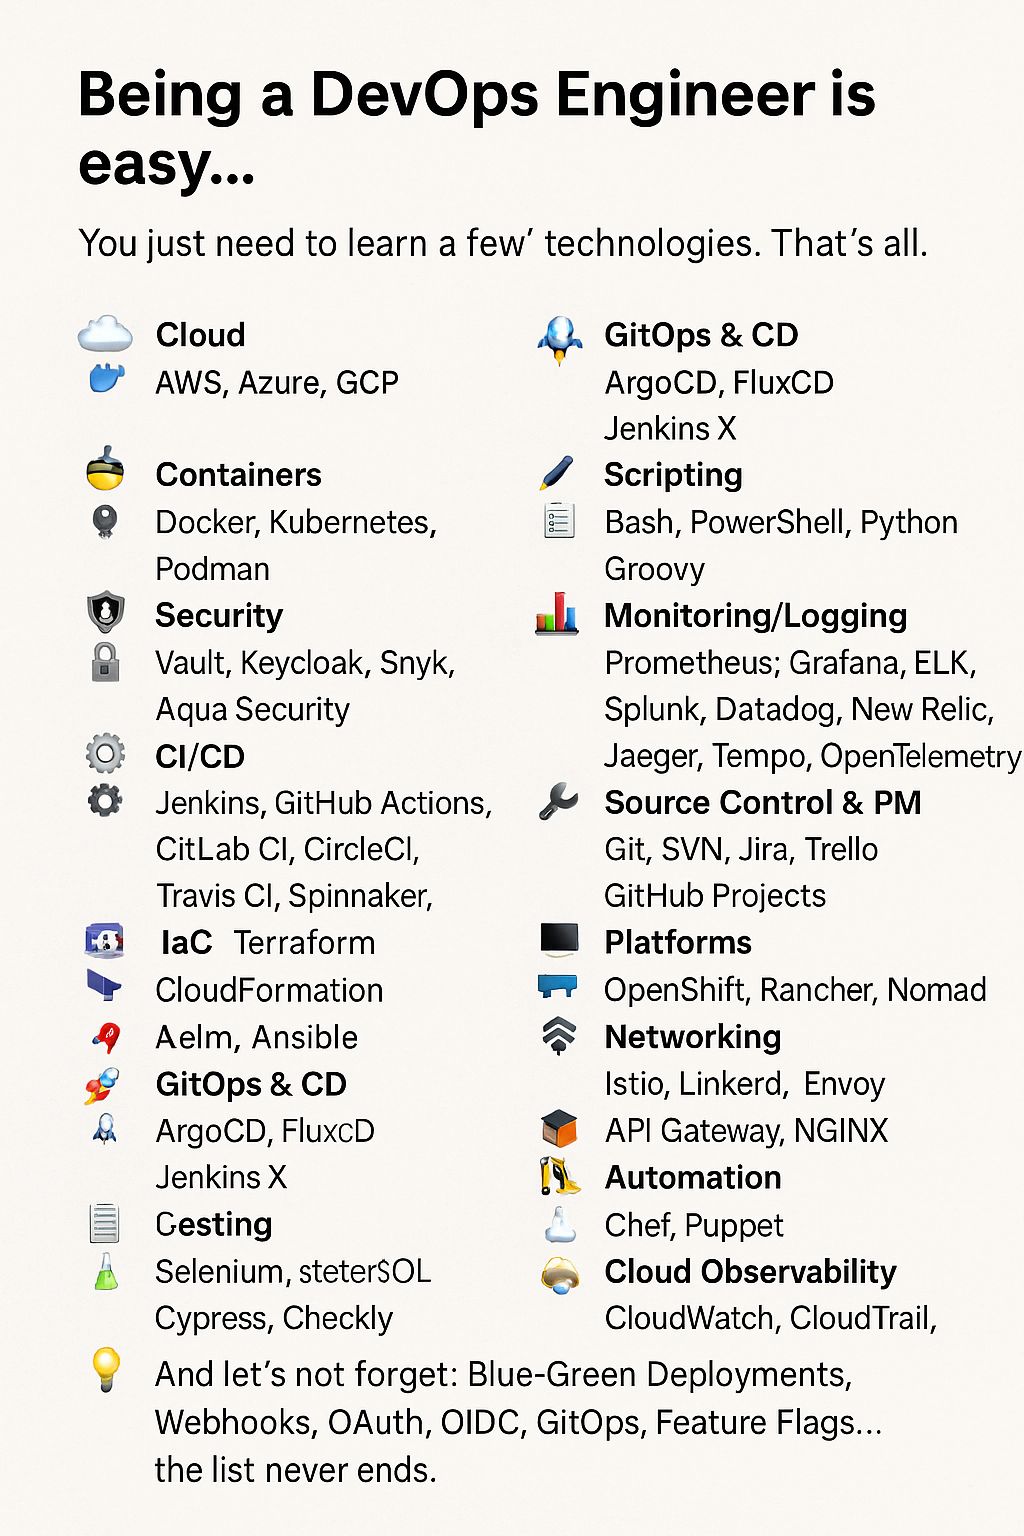 Being a DevOps Engineer is
easy...
You just need to learn a few’ technologies. That’s all.
Cloud
AWS, Azure, GCP
Containers
Docker, Kubernetes,
Podman
Security
Vault, Keycloak, Snyk,
Aqua Security
CI/CD
Jenkins, GitHub Actions,
CitLab CI, CircleCl,
Travis CI, Spinnaker,
IaC Terraform
CloudFormation
Aelm, Ansible
GitOps & CD
ArgoCD, FluxcD
Jenkins X
Gesting
Selenium, steter$OL
Cypress, Checkly
GitOps & CD
ArgoCD, FluxCD
Jenkins X
Scripting
Bash, PowerShell, Python
Groovy
Monitoring/Logging
Prometheus; Grafana, ELK,
Splunk, Datadog, New Relic,
Jaeger, Tempo, OpenTelemetry
Source Control & PM
Git, SVN, Jira, Trello
GitHub Projects
Platforms
OpenShift, Rancher, Nomad
Networking
Istio, Linkerd, Envoy
API Gateway, NGINX
Automation
Chef, Puppet
Cloud Observability
CloudWatch, CloudTrail,
And let’s not forget: Blue-Green Deployments,
Webhooks, OAuth, OIDC, GitOps, Feature Flags...
the list never ends.